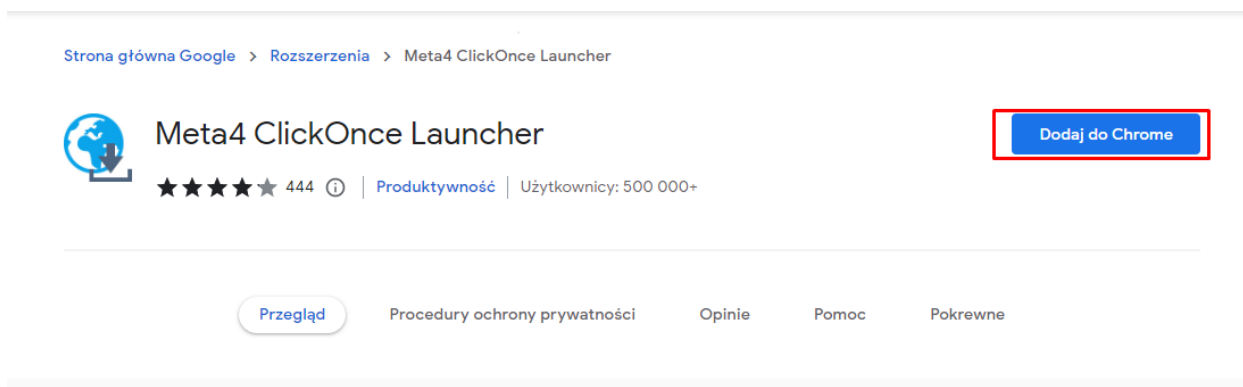 Strona główna Google > Rozszerzenia > Meta4 ClickOnce Launcher
Meta4 ClickOnce Launcher
Dodaj do Chrome
444 Produktywność Użytkownicy: 500 000+
Przegląd Procedury ochrony prywatności Opinie Pomoc Pokrewne